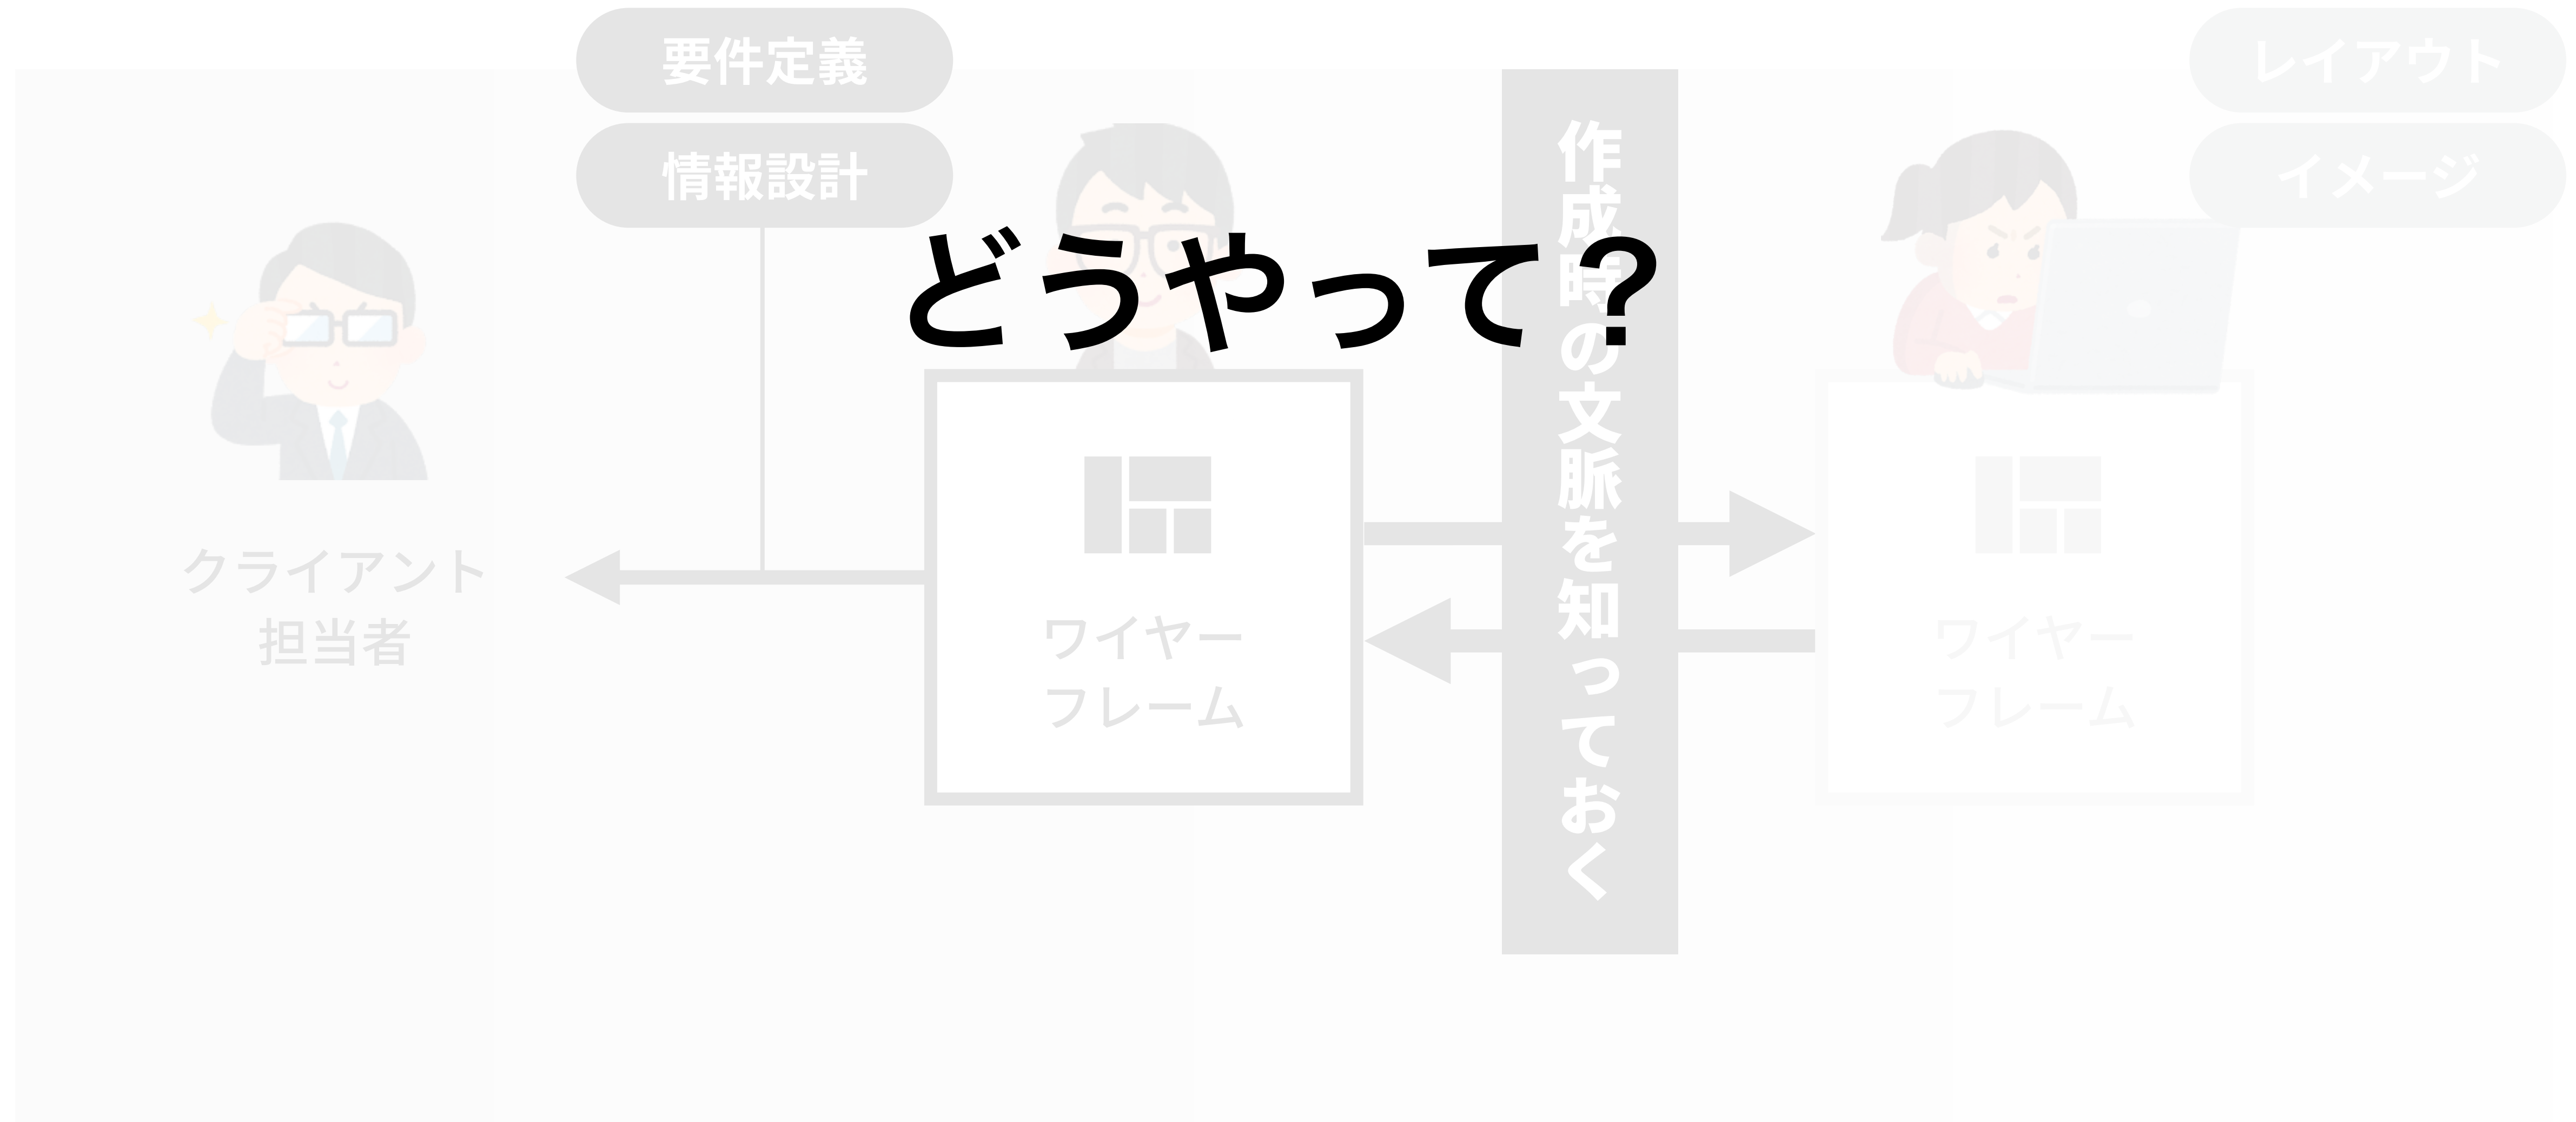 要件定義
情報設計
レイアウト
イメージ
どうやって？
作成時の文脈を知っておく
クライアント
担当者
ワイヤー
フレーム
ワイヤー
フレーム